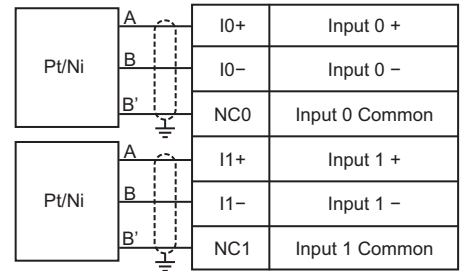 A I0+ Input 0 +
Pt/Ni B I0− Input 0 −
B' NC0 Input 0 Common
A I1+ Input 1 +
Pt/Ni B I1− Input 1 −
B' NC1 Input 1 Common